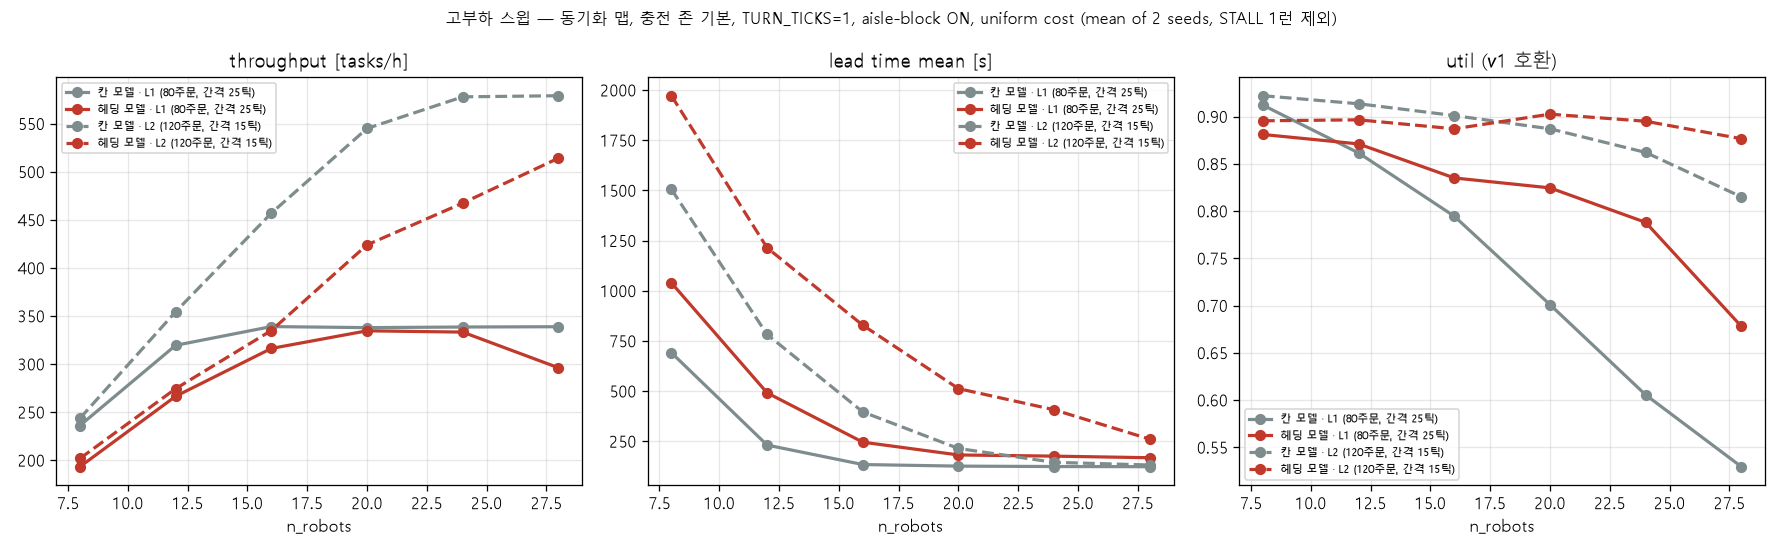 고부하 스윕 — 동기화 맵, 충전 존 기본, TURN_TICKS=1, aisle-block ON, uniform cost (mean of 2 seeds, STALL 1런 제외)
throughput [tasks/h]
칸 모델 · L1 (80주문, 간격 25틱)
헤딩 모델 · L1 (80주문, 간격 25틱)
칸 모델 · L2 (120주문, 간격 15틱)
헤딩 모델 · L2 (120주문, 간격 15틱)
550
500
450
400
350
300
250
200
7.5 10.0 12.5 15.0 17.5 20.0 22.5 25.0 27.5
n_robots
lead time mean [s]
칸 모델 · L1 (80주문, 간격 25틱)
헤딩 모델 · L1 (80주문, 간격 25틱)
칸 모델 · L2 (120주문, 간격 15틱)
헤딩 모델 · L2 (120주문, 간격 15틱)
2000
1750
1500
1250
1000
750
500
250
7.5 10.0 12.5 15.0 17.5 20.0 22.5 25.0 27.5
n_robots
util (v1 호환)
0.90
0.85
0.80
0.75
0.70
0.65
0.60
0.55
칸 모델 · L1 (80주문, 간격 25틱)
헤딩 모델 · L1 (80주문, 간격 25틱)
칸 모델 · L2 (120주문, 간격 15틱)
헤딩 모델 · L2 (120주문, 간격 15틱)
7.5 10.0 12.5 15.0 17.5 20.0 22.5 25.0 27.5
n_robots